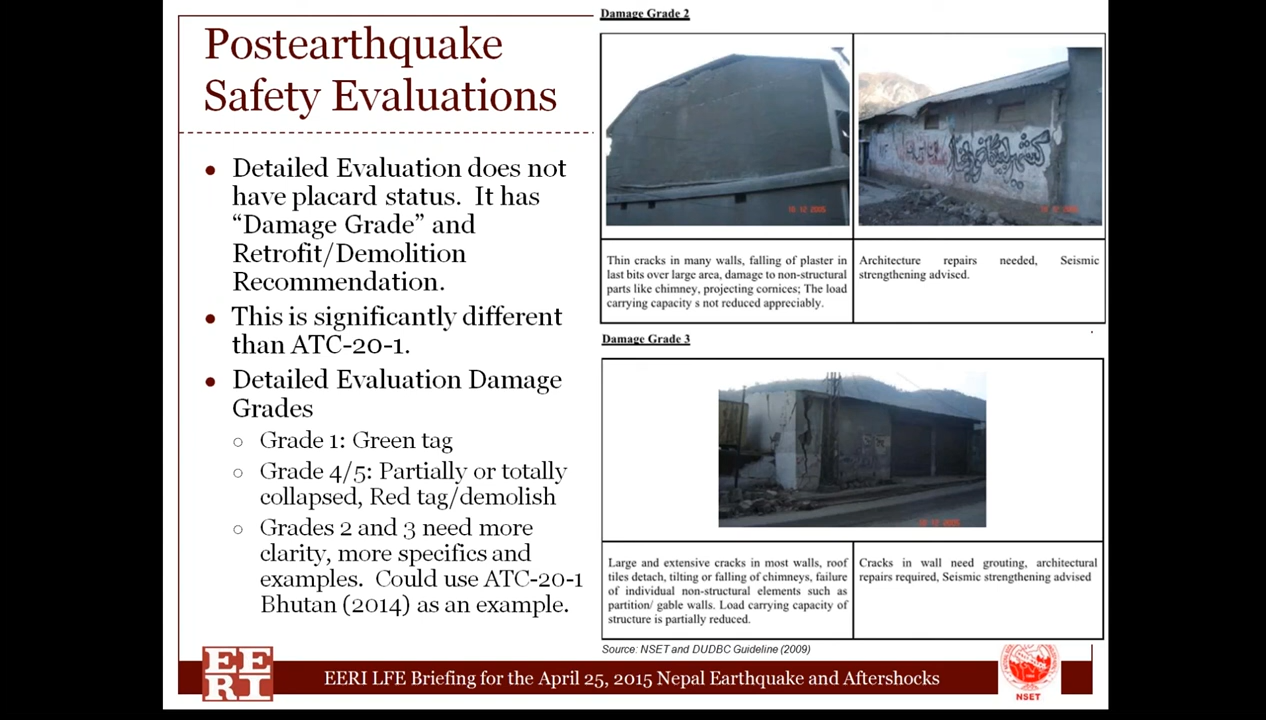 Postearthquake
Safety Evaluations
Detailed Evaluation does not
have placard status. It has
“Damage Grade” and
Retrofit/Demolition
Recommendation.
This is significantly different
than ATC-20-1.
Detailed Evaluation Damage
Grades
Grade 1: Green tag
Grade 4/5: Partially or totally
collapsed, Red tag/demolish
Grades 2 and 3 need more
clarity, more specifics and
examples. Could use ATC-20-1
Bhutan (2014) as an example.
Damage Grade 2
Thin cracks in many walls, falling of plaster in
last bits over large area, damage to non-structural
parts like chimney, projecting cornices; The load
carrying capacity s not reduced appreciably.
Architecture repairs needed, Seismic
strengthening advised.
Damage Grade 3
Large and extensive cracks in most walls, roof
tiles detach, tilting or falling of chimneys, failure
of individual non-structural elements such as
partition/ gable walls. Load carrying capacity of
structure is partially reduced.
Cracks in wall need grouting, architectural
repairs required, Seismic strengthening advised
Source: NSET and DUDBC Guideline (2009)
EE
RI
EERI LFE Briefing for the April 25, 2015 Nepal Earthquake and Aftershocks
NSET